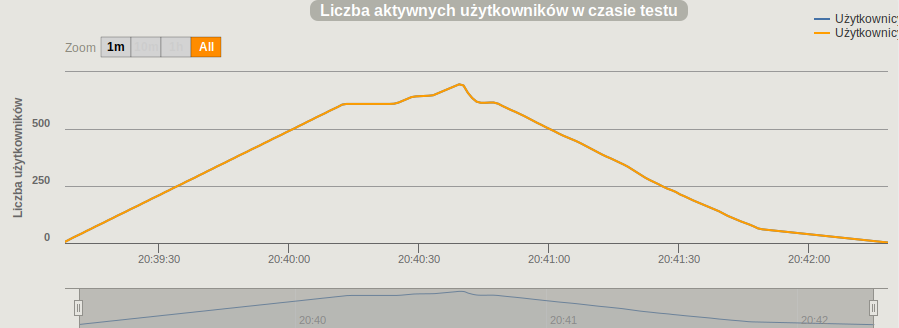 Liczba aktywnych użytkowników w czasie testu
Użytkownicy
Użytkownicy
Zoom 1m 10m 1h All
Liczba użytkowników
500
250
0
20:39:30 20:40:00 20:40:30 20:41:00 20:41:30 20:42:00
20:40 20:41 20:42